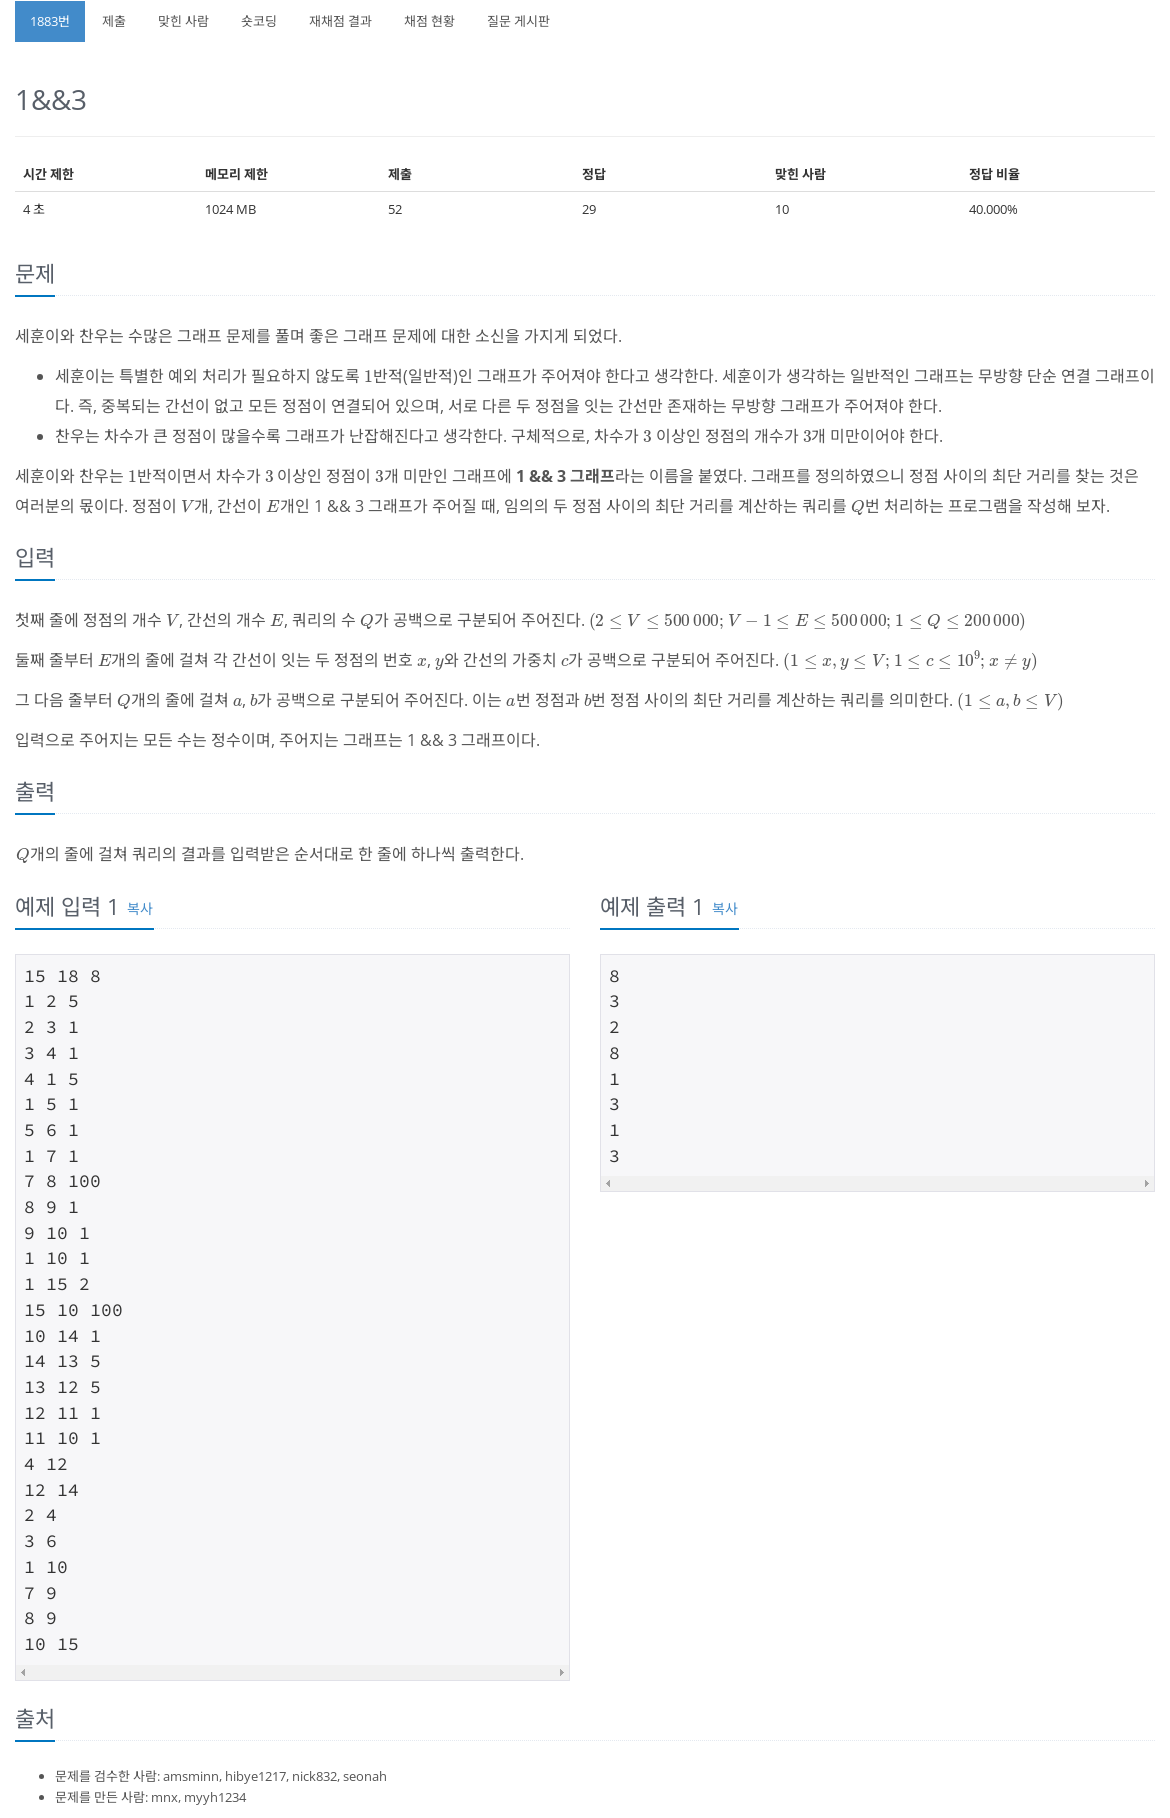 1883번 제출 맞힌 사람 숏코딩 재채점 결과 채점 현황 질문 게시판
1&&3
시간 제한 메모리 제한 제출 정답 맞힌 사람 정답 비율
4 초 1024 MB 52 29 10 40.000%
문제
세훈이와 찬우는 수많은 그래프 문제를 풀며 좋은 그래프 문제에 대한 소신을 가지게 되었다.
• 세훈이는 특별한 예외 처리가 필요하지 않도록 1반적(일반적)인 그래프가 주어져야 한다고 생각한다. 세훈이가 생각하는 일반적인 그래프는 무방향 단순 연결 그래프이
다. 즉, 중복되는 간선이 없고 모든 정점이 연결되어 있으며, 서로 다른 두 정점을 잇는 간선만 존재하는 무방향 그래프가 주어져야 한다.
• 찬우는 차수가 큰 정점이 많을수록 그래프가 난잡해진다고 생각한다. 구체적으로, 차수가 3 이상인 정점의 개수가 3개 미만이어야 한다.
세훈이와 찬우는 1반적이면서 차수가 3 이상인 정점이 3개 미만인 그래프에 1 && 3 그래프라는 이름을 붙였다. 그래프를 정의하였으니 정점 사이의 최단 거리를 찾는 것은
여러분의 몫이다. 정점이 V개, 간선이 E개인 1 && 3 그래프가 주어질 때, 임의의 두 정점 사이의 최단 거리를 계산하는 쿼리를 Q번 처리하는 프로그램을 작성해 보자.
입력
첫째 줄에 정점의 개수 V, 간선의 개수 E, 쿼리의 수 Q가 공백으로 구분되어 주어진다. (2 ≤ V ≤ 500 000; V − 1 ≤ E ≤ 500 000; 1 ≤ Q ≤ 200 000)
둘째 줄부터 E개의 줄에 걸쳐 각 간선이 잇는 두 정점의 번호 x, y와 간선의 가중치 c가 공백으로 구분되어 주어진다. (1 ≤ x, y ≤ V; 1 ≤ c ≤ 10⁹; x ≠ y)
그 다음 줄부터 Q개의 줄에 걸쳐 a, b가 공백으로 구분되어 주어진다. 이는 a번 정점과 b번 정점 사이의 최단 거리를 계산하는 쿼리를 의미한다. (1 ≤ a, b ≤ V)
입력으로 주어지는 모든 수는 정수이며, 주어지는 그래프는 1 && 3 그래프이다.
출력
Q개의 줄에 걸쳐 쿼리의 결과를 입력받은 순서대로 한 줄에 하나씩 출력한다.
예제 입력 1 복사
15 18 8
1 2 5
2 3 1
3 4 1
4 1 5
1 5 1
5 6 1
1 7 1
7 8 100
8 9 1
9 10 1
1 10 1
1 15 2
15 10 100
10 14 1
14 13 5
13 12 5
12 11 1
11 10 1
4 12
12 14
2 4
3 6
1 10
7 9
8 9
10 15
예제 출력 1 복사
8
3
2
8
1
3
1
3
출처
• 문제를 검수한 사람: amsminn, hibye1217, nick832, seonah
• 문제를 만든 사람: mnx, myyh1234